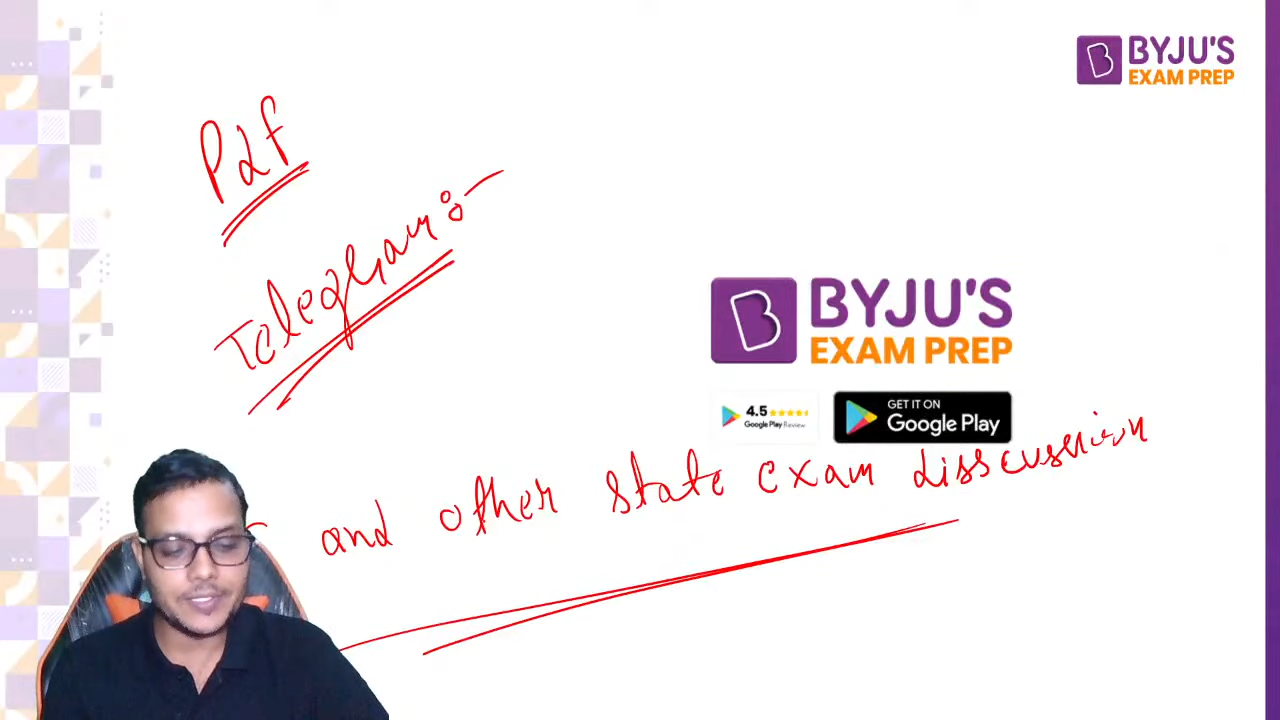 BYJU'S
EXAM PREP
Pdf
Telegram :-
BYJU'S
EXAM PREP
4.5
Google Play Review
GET IT ON
Google Play
and other state exam disscussion